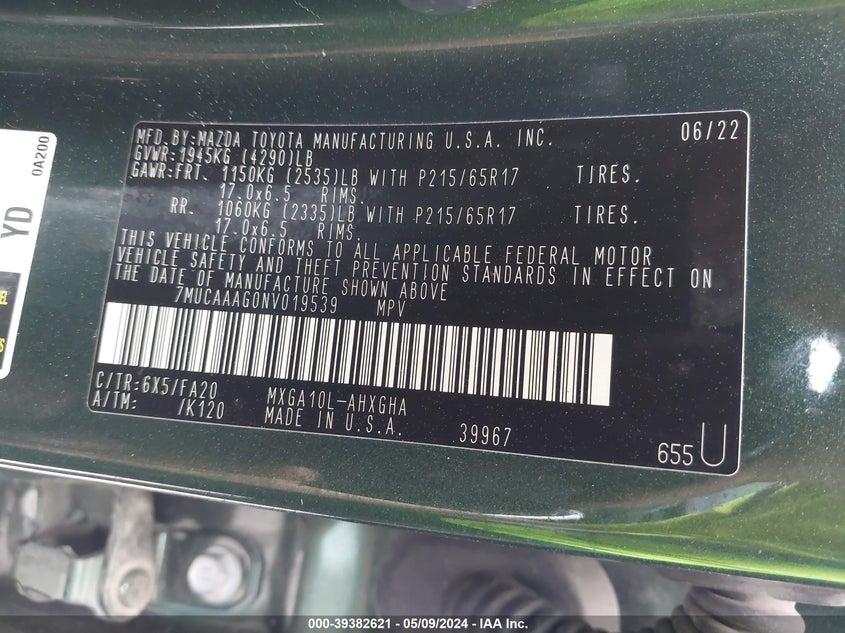 0A200
YD
MFD.BY:MAZDA TOYOTA MANUFACTURING U.S.A. INC. 06/22
GVWR:1945KG (4290)LB
GAWR:FRT. 1150KG (2535)LB WITH P215/65R17 TIRES.
17.0x6.5 RIMS.
RR. 1060KG (2335)LB WITH P215/65R17 TIRES.
17.0x6.5 RIMS.
THIS VEHICLE CONFORMS TO ALL APPLICABLE FEDERAL MOTOR
VEHICLE SAFETY AND THEFT PREVENTION STANDARDS IN EFFECT ON
THE DATE OF MANUFACTURE SHOWN ABOVE
7MUCAAAG0NV019539 MPV
C/TR:6X5/FA20 MXGA10L-AHXGHA
A/TM: /K120 MADE IN U.S.A. 39967
655 U
000-39382621 - 05/09/2024 - IAA Inc.